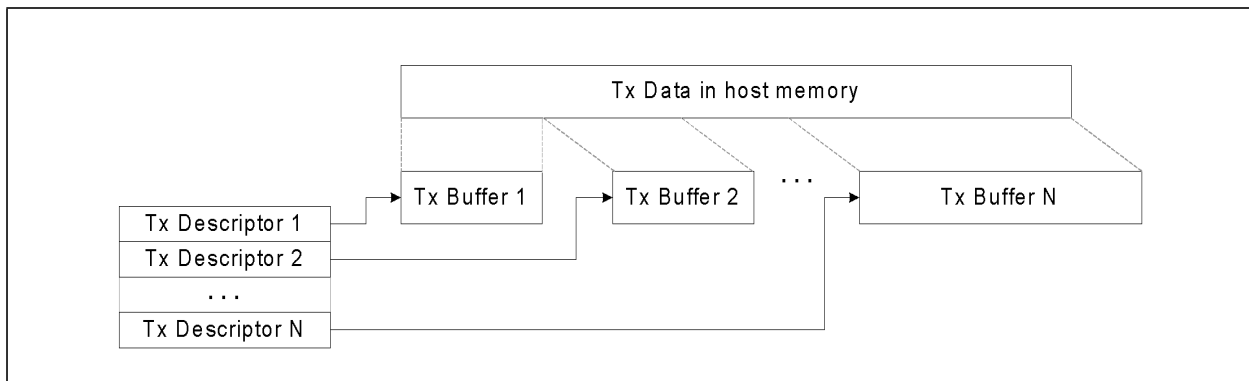 Tx Data in host memory
Tx Buffer 1
Tx Buffer 2
...
Tx Buffer N
Tx Descriptor 1
Tx Descriptor 2
...
Tx Descriptor N